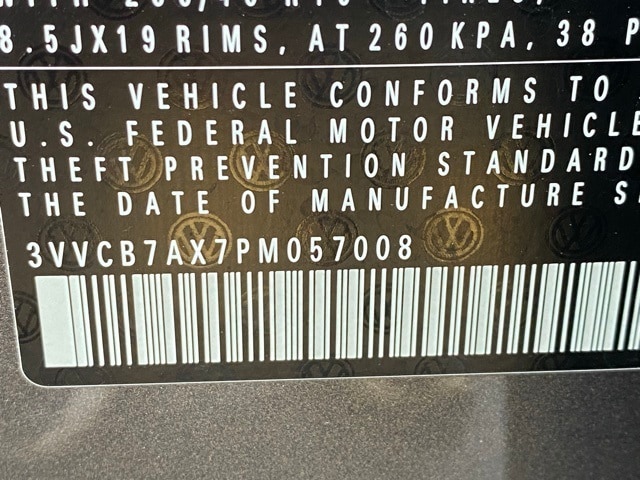 8.5JX19 RIMS, AT 260 KPA, 38 P
THIS VEHICLE CONFORMS TO
U.S. FEDERAL MOTOR VEHICLE
THEFT PREVENTION STANDARD
THE DATE OF MANUFACTURE
3VVCB7AX7PM057008